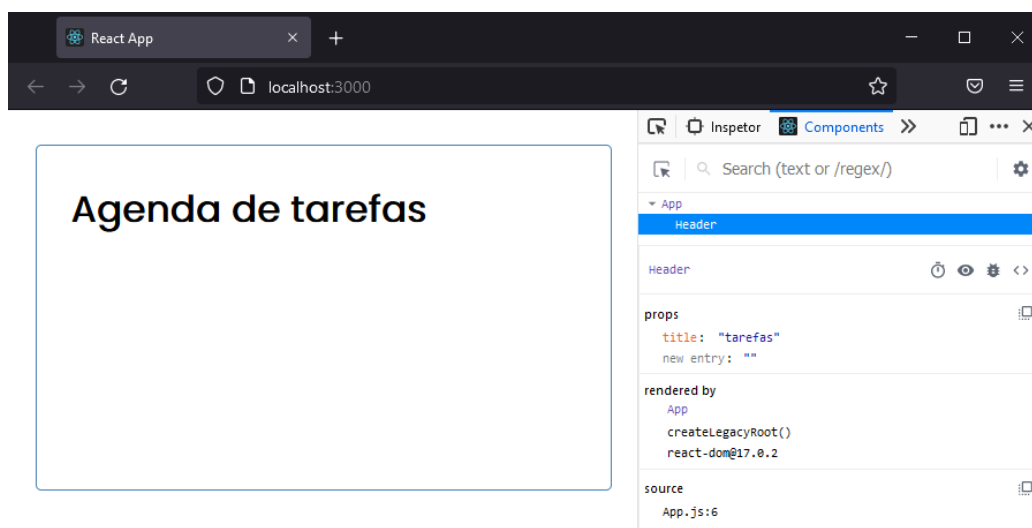 React App
localhost:3000
Inspetor Components
Search (text or /regex/)
Agenda de tarefas
App
Header
Header
props
title: "tarefas"
new entry: ""
rendered by
App
createLegacyRoot()
react-dom@17.0.2
source
App.js:6